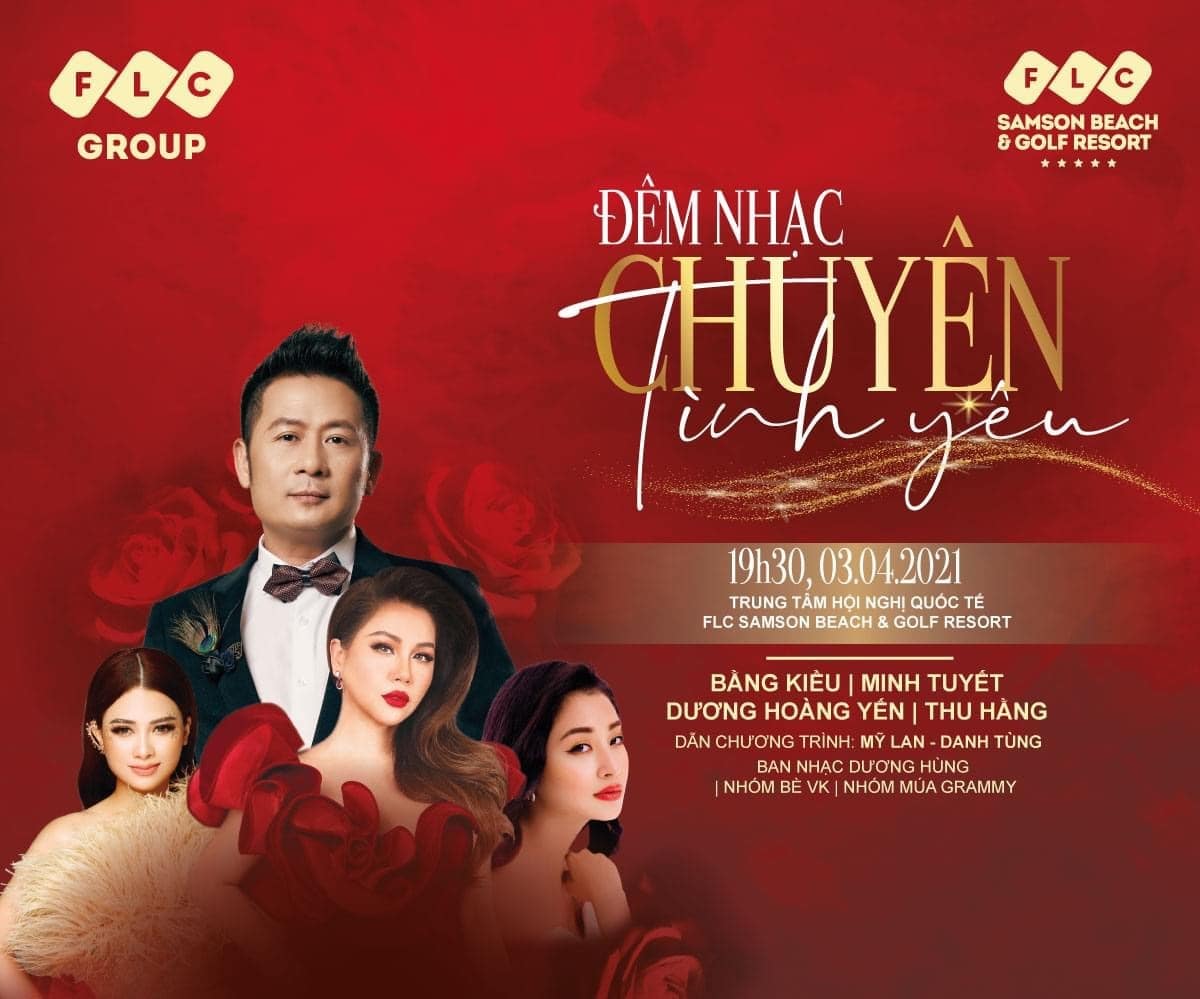 FLC
GROUP
FLC
SAMSON BEACH
& GOLF RESORT
ĐÊM NHẠC
CHUYỆN
Tình yêu
19h30, 03.04.2021
TRUNG TÂM HỘI NGHỊ QUỐC TẾ
FLC SAMSON BEACH & GOLF RESORT
BẰNG KIỀU | MINH TUYẾT
DƯƠNG HOÀNG YẾN | THU HẰNG
DẪN CHƯƠNG TRÌNH: MỸ LAN - DANH TÙNG
BAN NHẠC DƯƠNG HÙNG
| NHÓM BÈ VK | NHÓM MÚA GRAMMY